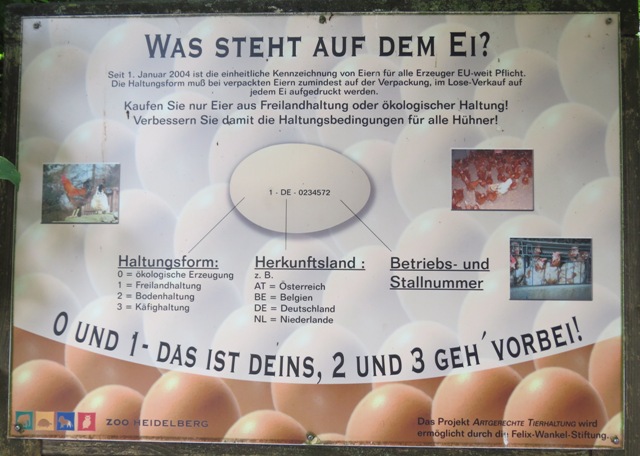 WAS STEHT AUF DEM EI?
Seit 1. Januar 2004 ist die einheitliche Kennzeichnung von Eiern für alle Erzeuger EU-weit Pflicht.
Die Haltungsform muß bei verpackten Eiern zumindest auf der Verpackung, im Lose-Verkauf auf
jedem Ei aufgedruckt werden.
Kaufen Sie nur Eier aus Freilandhaltung oder ökologischer Haltung!
Verbessern Sie damit die Haltungsbedingungen für alle Hühner!
1 - DE - 0234572
Haltungsform:
0 = ökologische Erzeugung
1 = Freilandhaltung
2 = Bodenhaltung
3 = Käfighaltung
Herkunftsland :
z. B.
AT = Österreich
BE = Belgien
DE = Deutschland
NL = Niederlande
Betriebs- und
Stallnummer
0 UND 1- DAS IST DEINS, 2 UND 3 GEH´VORBEI!
ZOO HEIDELBERG
Das Projekt ARTGERECHTE TIERHALTUNG wird
ermöglicht durch die Felix-Wankel-Stiftung.